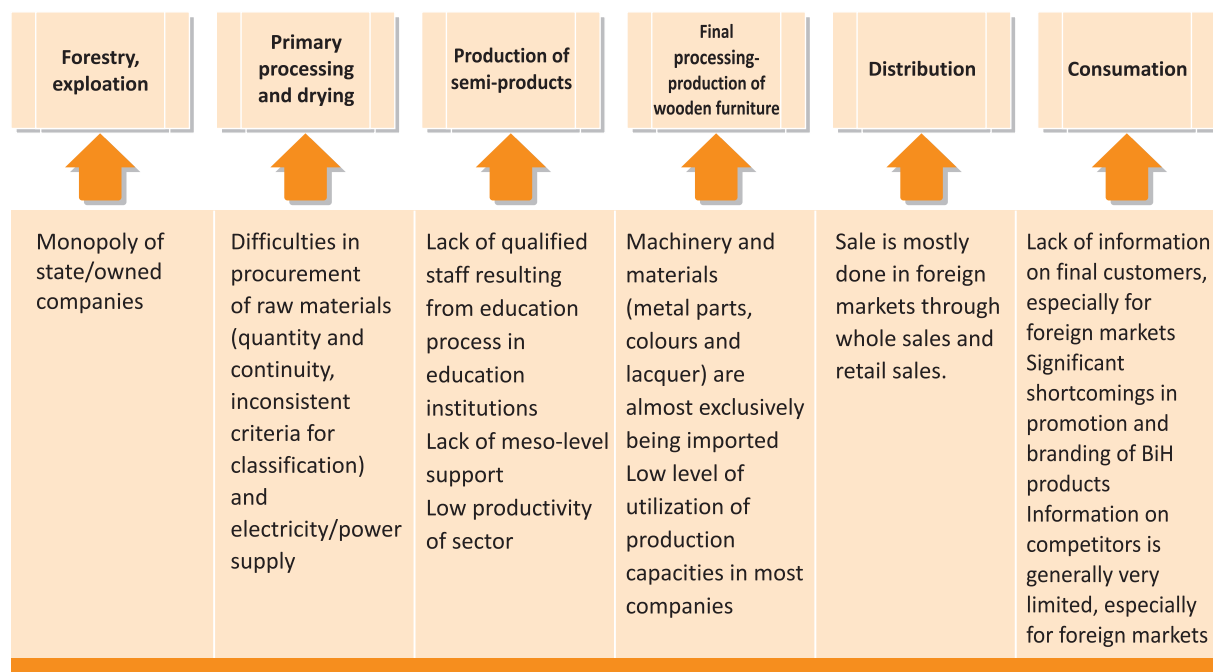 Forestry,
exploation
Primary
processing
and drying
Production of
semi-products
Final
processing-
production of
wooden furniture
Distribution
Consumation
Monopoly of
state/owned
companies
Difficulties in
procurement
of raw materials
(quantity and
continuity,
inconsistent
criteria for
classification)
and
electricity/power
supply
Lack of qualified
staff resulting
from education
process in
education
institutions
Lack of meso-level
support
Low productivity
of sector
Machinery and
materials
(metal parts,
colours and
lacquer) are
almost exclusively
being imported
Low level of
utilization of
production
capacities in most
companies
Sale is mostly
done in foreign
markets through
whole sales and
retail sales.
Lack of information
on final customers,
especially for
foreign markets
Significant
shortcomings in
promotion and
branding of BiH
products
Information on
competitors is
generally very
limited, especially
for foreign markets